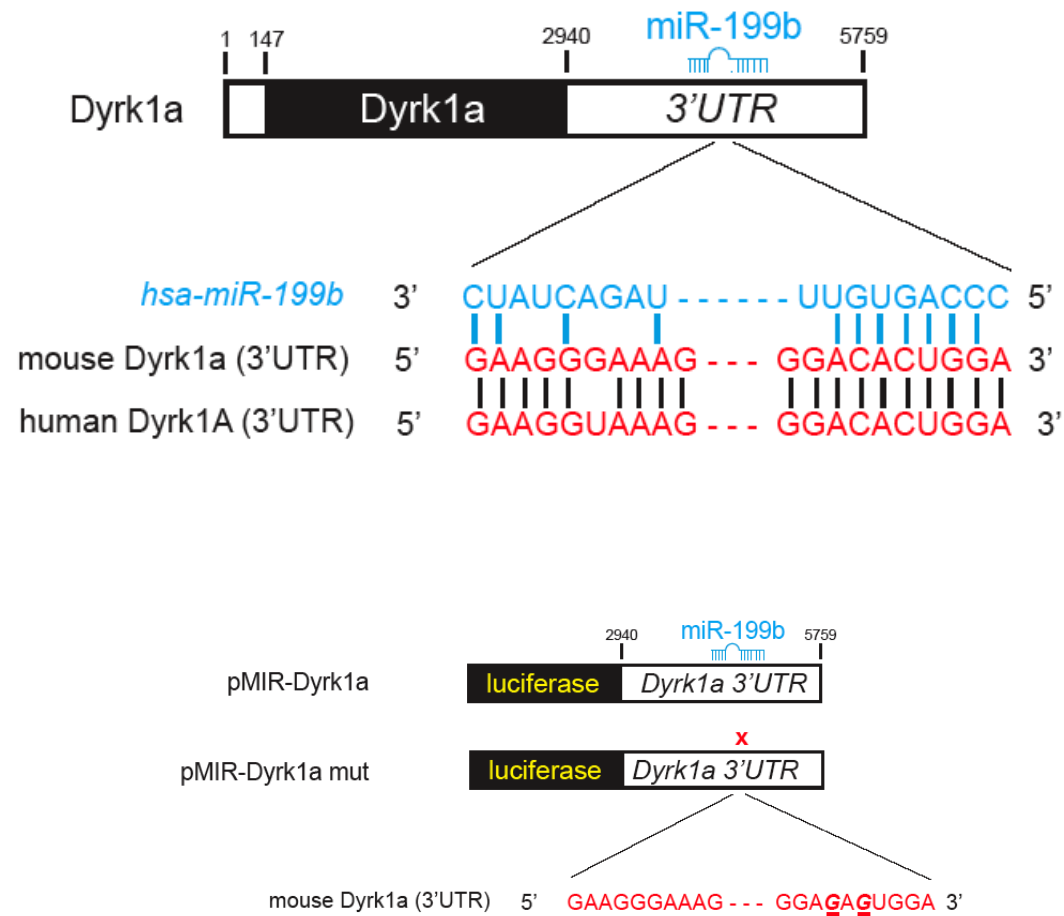 1 147 2940 miR-199b 5759
Dyrk1a Dyrk1a 3’UTR
hsa-miR-199b 3’ CUAUCAGAU - - - - - - UUGUGACCC 5’
mouse Dyrk1a (3’UTR) 5’ GAAGGGAAAG - - - GGACACUGGA 3’
human Dyrk1A (3’UTR) 5’ GAAGGUAAAG - - - GGACACUGGA 3’
2940 miR-199b 5759
pMIR-Dyrk1a luciferase Dyrk1a 3’UTR
x
pMIR-Dyrk1a mut luciferase Dyrk1a 3’UTR
mouse Dyrk1a (3’UTR) 5’ GAAGGGAAAG - - - GGAGAGUGGA 3’